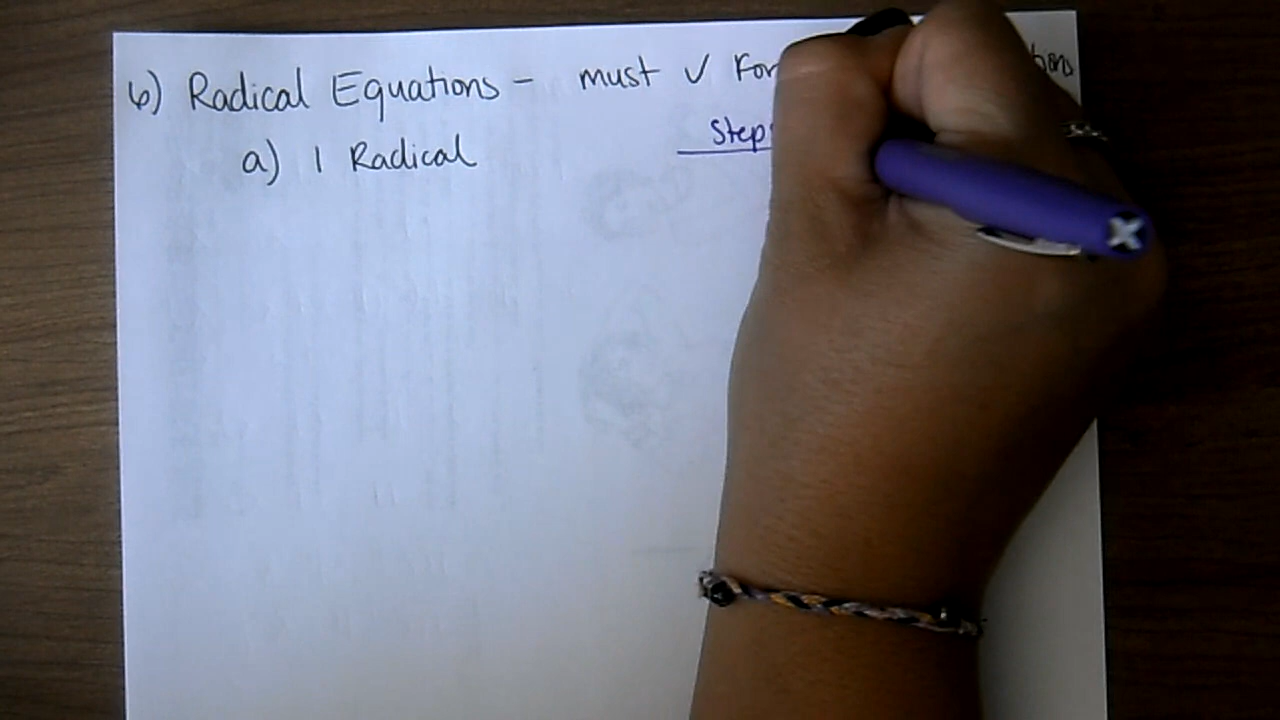 6) Radical Equations - must ✓ for
Step
a) 1 Radical